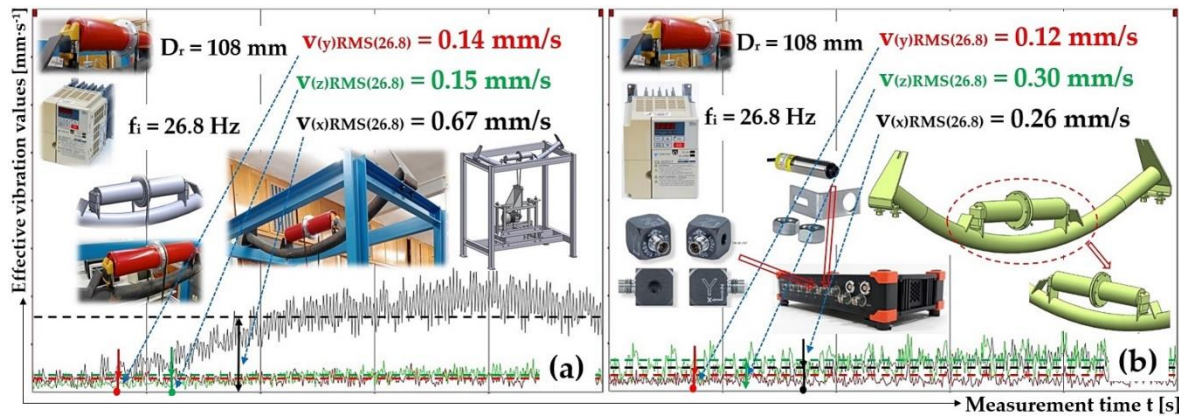 Effective vibration values [mm·s⁻¹]
Dᵣ = 108 mm
v(y)RMS(26.8) = 0.14 mm/s
v(z)RMS(26.8) = 0.15 mm/s
fᵢ = 26.8 Hz
v(x)RMS(26.8) = 0.67 mm/s
(a)
Dᵣ = 108 mm
v(y)RMS(26.8) = 0.12 mm/s
v(z)RMS(26.8) = 0.30 mm/s
fᵢ = 26.8 Hz
v(x)RMS(26.8) = 0.26 mm/s
Y
X
(b)
Measurement time t [s]